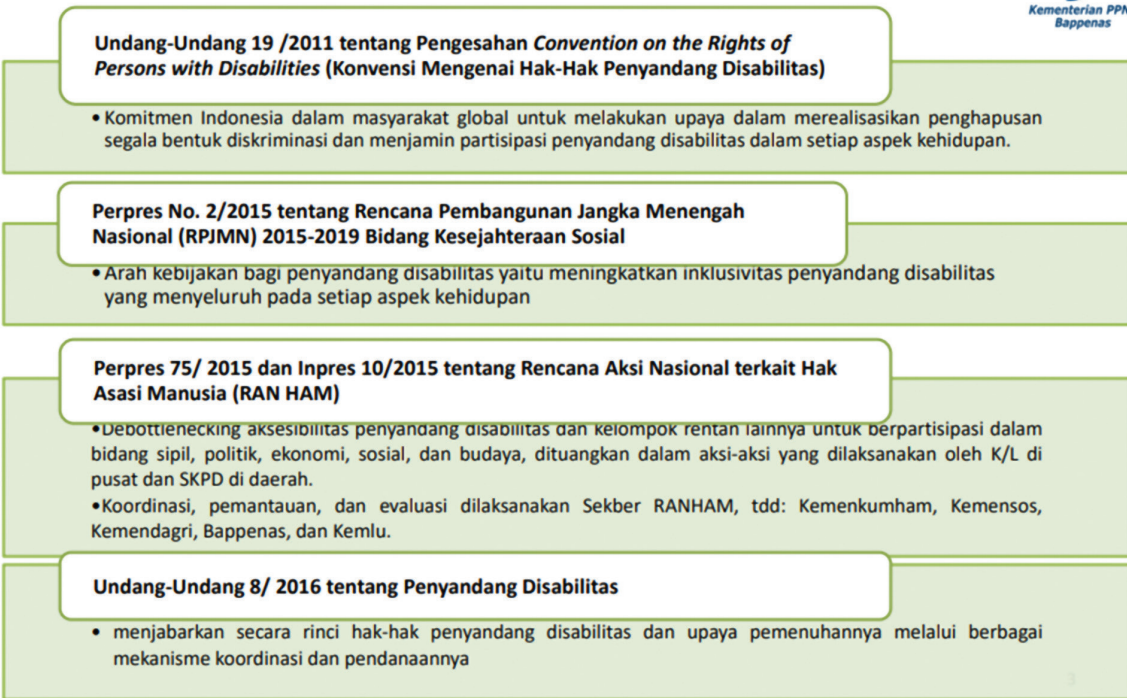 Kementerian PPN
Bappenas
Undang-Undang 19 /2011 tentang Pengesahan Convention on the Rights of
Persons with Disabilities (Konvensi Mengenai Hak-Hak Penyandang Disabilitas)
• Komitmen Indonesia dalam masyarakat global untuk melakukan upaya dalam merealisasikan penghapusan
segala bentuk diskriminasi dan menjamin partisipasi penyandang disabilitas dalam setiap aspek kehidupan.
Perpres No. 2/2015 tentang Rencana Pembangunan Jangka Menengah
Nasional (RPJMN) 2015-2019 Bidang Kesejahteraan Sosial
• Arah kebijakan bagi penyandang disabilitas yaitu meningkatkan inklusivitas penyandang disabilitas
yang menyeluruh pada setiap aspek kehidupan
Perpres 75/ 2015 dan Inpres 10/2015 tentang Rencana Aksi Nasional terkait Hak
Asasi Manusia (RAN HAM)
•Debottlenecking aksesibilitas penyandang disabilitas dan kelompok rentan lainnya untuk berpartisipasi dalam
bidang sipil, politik, ekonomi, sosial, dan budaya, dituangkan dalam aksi-aksi yang dilaksanakan oleh K/L di
pusat dan SKPD di daerah.
•Koordinasi, pemantauan, dan evaluasi dilaksanakan Sekber RANHAM, tdd: Kemenkumham, Kemensos,
Kemendagri, Bappenas, dan Kemlu.
Undang-Undang 8/ 2016 tentang Penyandang Disabilitas
• menjabarkan secara rinci hak-hak penyandang disabilitas dan upaya pemenuhannya melalui berbagai
mekanisme koordinasi dan pendanaannya
3